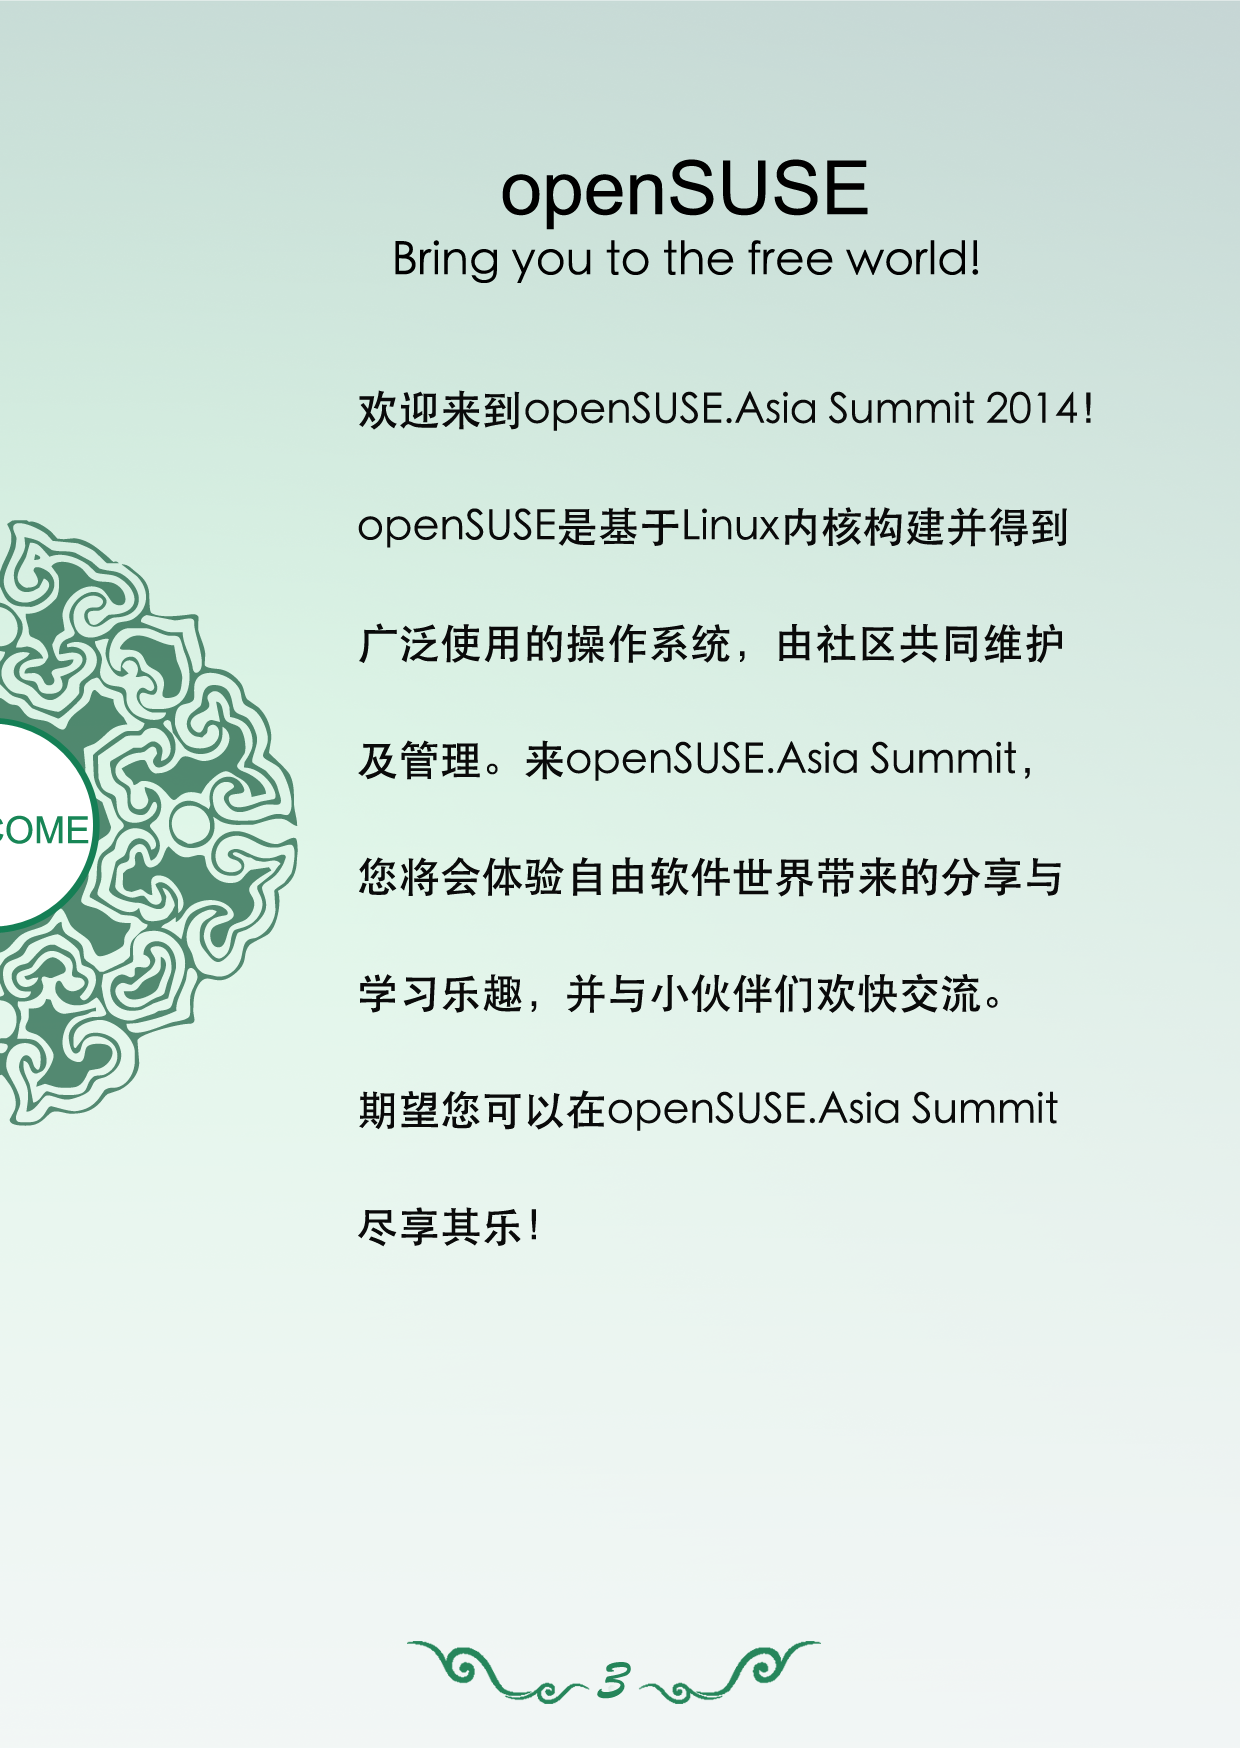 openSUSE
Bring you to the free world!
欢迎来到openSUSE.Asia Summit 2014!
openSUSE是基于Linux内核构建并得到
广泛使用的操作系统，由社区共同维护
及管理。来openSUSE.Asia Summit，
COME
您将会体验自由软件世界带来的分享与
学习乐趣，并与小伙伴们欢快交流。
期望您可以在openSUSE.Asia Summit
尽享其乐！
3